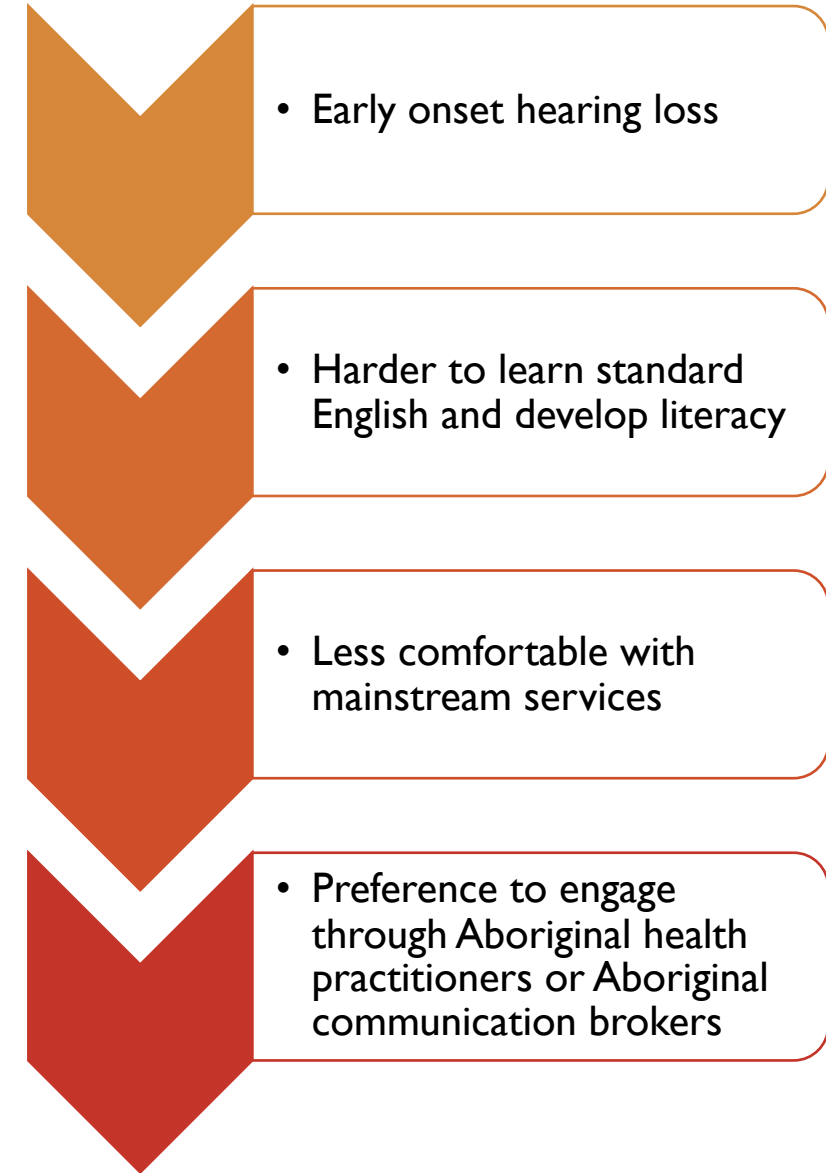 • Early onset hearing loss
• Harder to learn standard
English and develop literacy
• Less comfortable with
mainstream services
• Preference to engage
through Aboriginal health
practitioners or Aboriginal
communication brokers